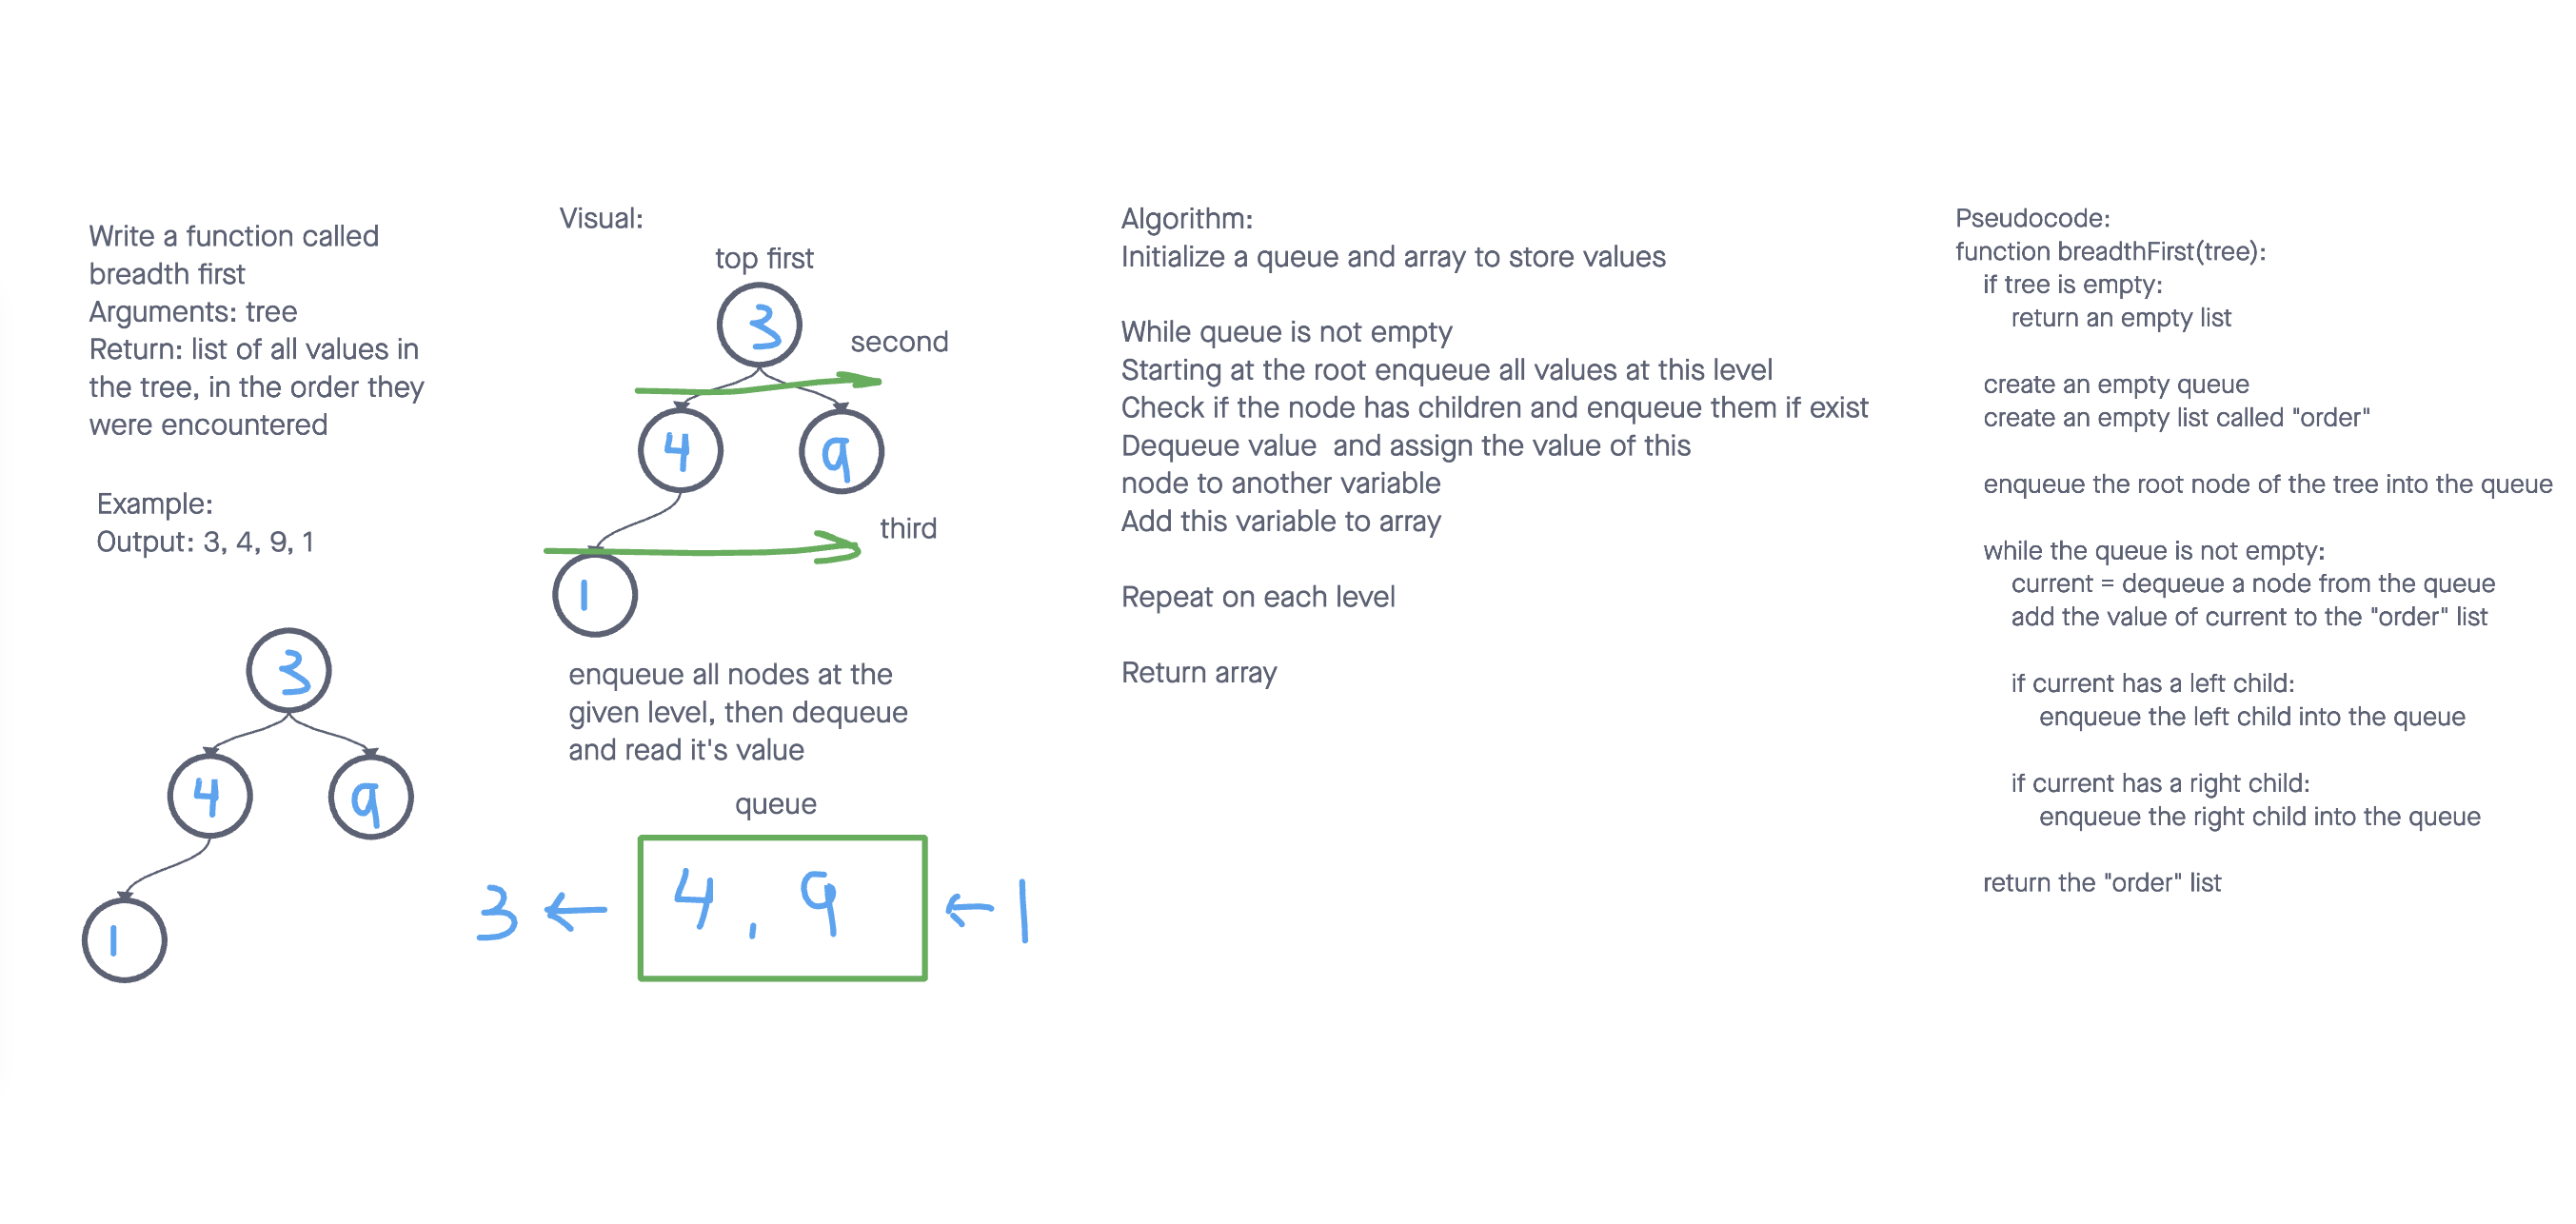 Write a function called
breadth first
Arguments: tree
Return: list of all values in
the tree, in the order they
were encountered
Example:
Output: 3, 4, 9, 1
3
4 9
1
Visual:
top first
3
second
4 9
third
1
enqueue all nodes at the
given level, then dequeue
and read it's value
queue
3 ← 4, 9 ← 1
Algorithm:
Initialize a queue and array to store values
While queue is not empty
Starting at the root enqueue all values at this level
Check if the node has children and enqueue them if exist
Dequeue value  and assign the value of this
node to another variable
Add this variable to array
Repeat on each level
Return array
Pseudocode:
function breadthFirst(tree):
if tree is empty:
return an empty list
create an empty queue
create an empty list called "order"
enqueue the root node of the tree into the queue
while the queue is not empty:
current = dequeue a node from the queue
add the value of current to the "order" list
if current has a left child:
enqueue the left child into the queue
if current has a right child:
enqueue the right child into the queue
return the "order" list